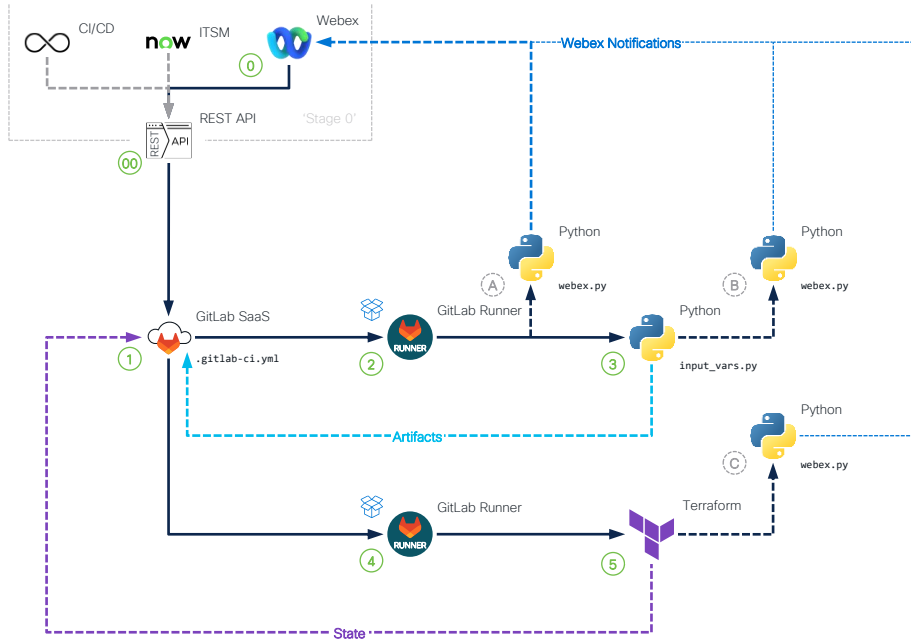 CI/CD
now
ITSM
Webex
0
Webex Notifications
REST API
'Stage 0'
REST
API
00
Python
webex.py
A
Python
webex.py
B
GitLab SaaS
.gitlab-ci.yml
1
GitLab Runner
RUNNER
2
Python
input_vars.py
3
Artifacts
Python
webex.py
C
GitLab Runner
RUNNER
4
Terraform
5
State